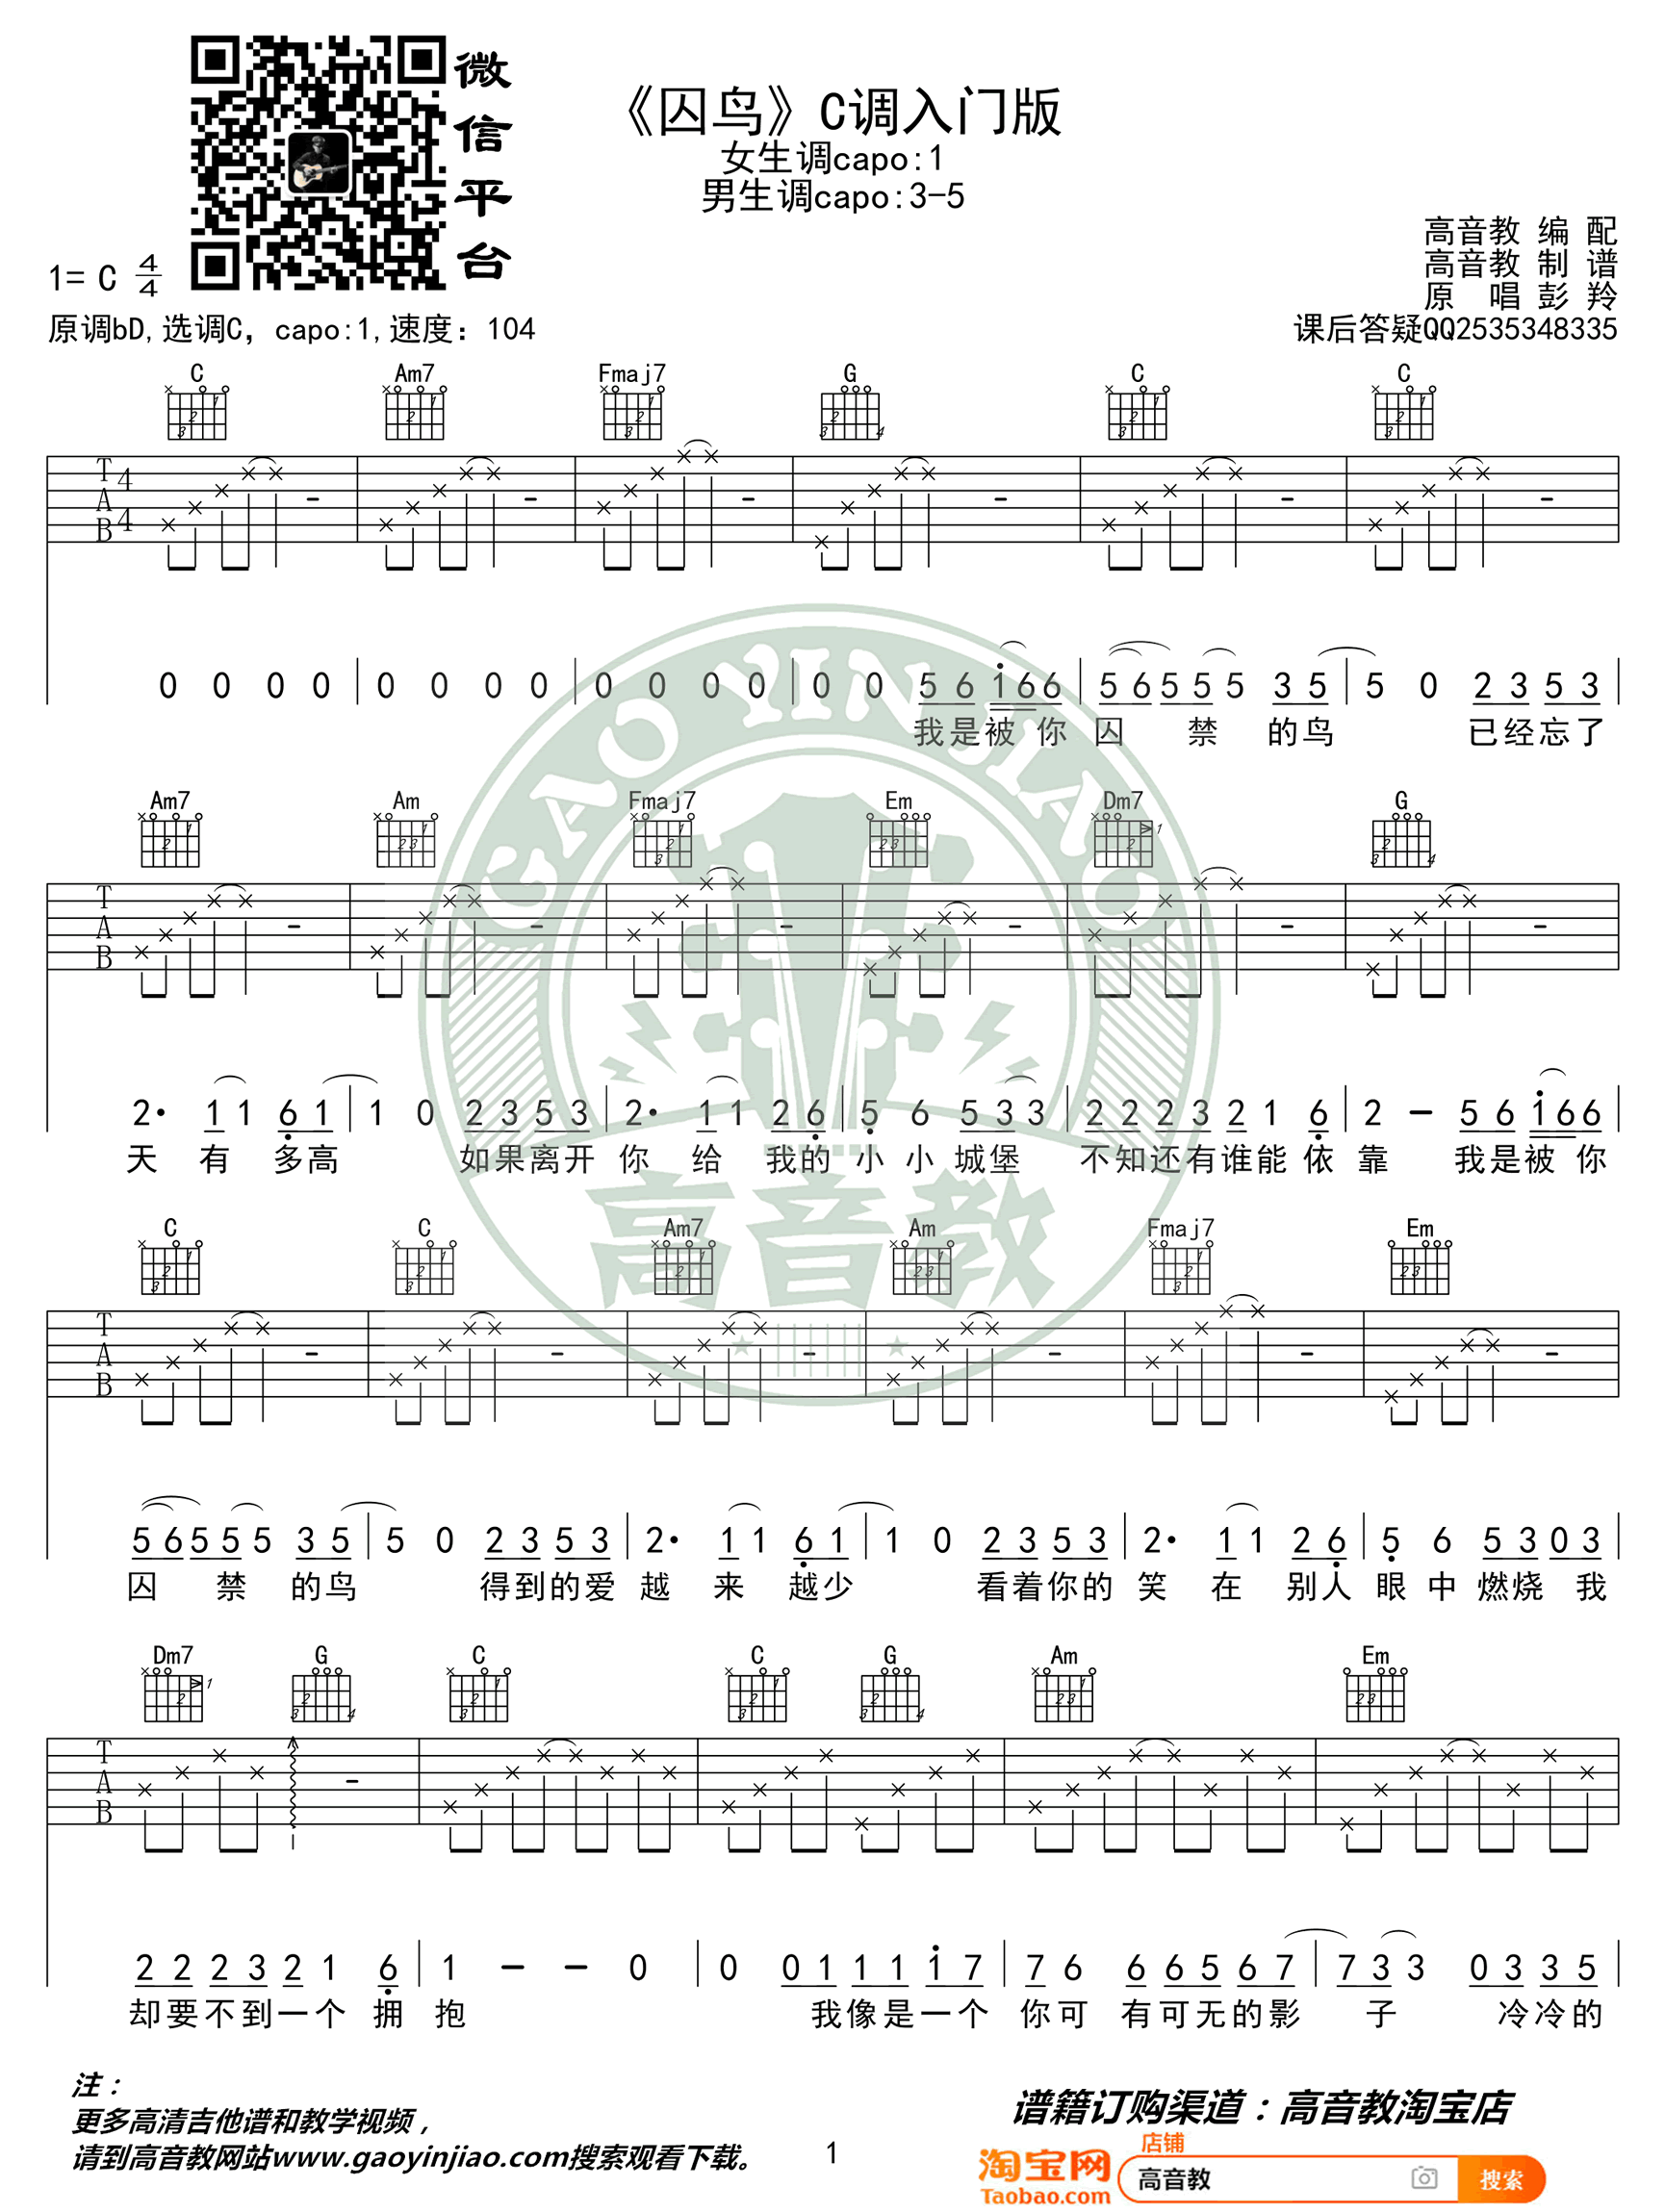 微信平台
《囚鸟》C调入门版
女生调capo:1
男生调capo:3-5
高音教 编 配
高音教 制 谱
原 唱 彭 羚
1= C 4/4
原调bD,选调C, capo:1,速度: 104
课后答疑QQ2535348335
C Am7 Fmaj7 G C C
T A B 4/4
0 0 0 0 | 0 0 0 0 | 0 0 0 0 | 0 0 5 6 1 6 6 | 5 6 5 5 5 3 5 | 5 0 2 3 5 3
我是被 你 囚 禁 的鸟 已经忘了
Am7 Am Fmaj7 Em Dm7 G
T A B
2· 1 1 6 1 | 1 0 2 3 5 3 | 2· 1 1 2 6 | 5 6 5 3 3 | 2 2 2 3 2 1 6 | 2 - 5 6 1 6 6
天 有 多高 如果离开 你 给 我的 小 小 城堡 不知还有谁能 依 靠 我是被 你
C C Am7 Am Fmaj7 Em
T A B
5 6 5 5 5 3 5 | 5 0 2 3 5 3 | 2· 1 1 6 1 | 1 0 2 3 5 3 | 2· 1 1 2 6 | 5 6 5 3 0 3
囚 禁 的鸟 得到的爱 越 来 越少 看着你的 笑 在 别人 眼 中 燃烧 我
Dm7 G C C G Am Em
T A B
2 2 2 3 2 1 6 | 1 - - 0 | 0 0 1 1 1 1 7 | 7 6 6 6 5 6 7 | 7 3 3 0 3 3 5
却要不到一个 拥 抱 我像是一个 你可 有可无的影 子 冷冷的
GAO YIN JIAO
高音教
注：
更多高清吉他谱和教学视频，
请到高音教网站www.gaoyinjiao.com搜索观看下载。
1
谱籍订购渠道：高音教淘宝店
淘宝网
Taobao.com
店铺
高音教
搜索